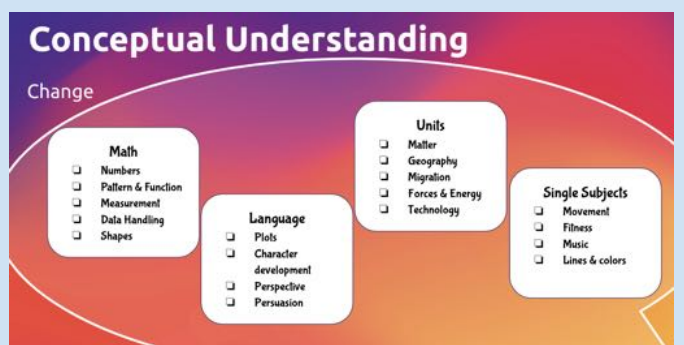 Conceptual Understanding
Change
Math
❏ Numbers
❏ Pattern & Function
❏ Measurement
❏ Data Handling
❏ Shapes
Language
❏ Plots
❏ Character
development
❏ Perspective
❏ Persuasion
Units
❏ Matter
❏ Geography
❏ Migration
❏ Forces & Energy
❏ Technology
Single Subjects
❏ Movement
❏ Fitness
❏ Music
❏ Lines & colors